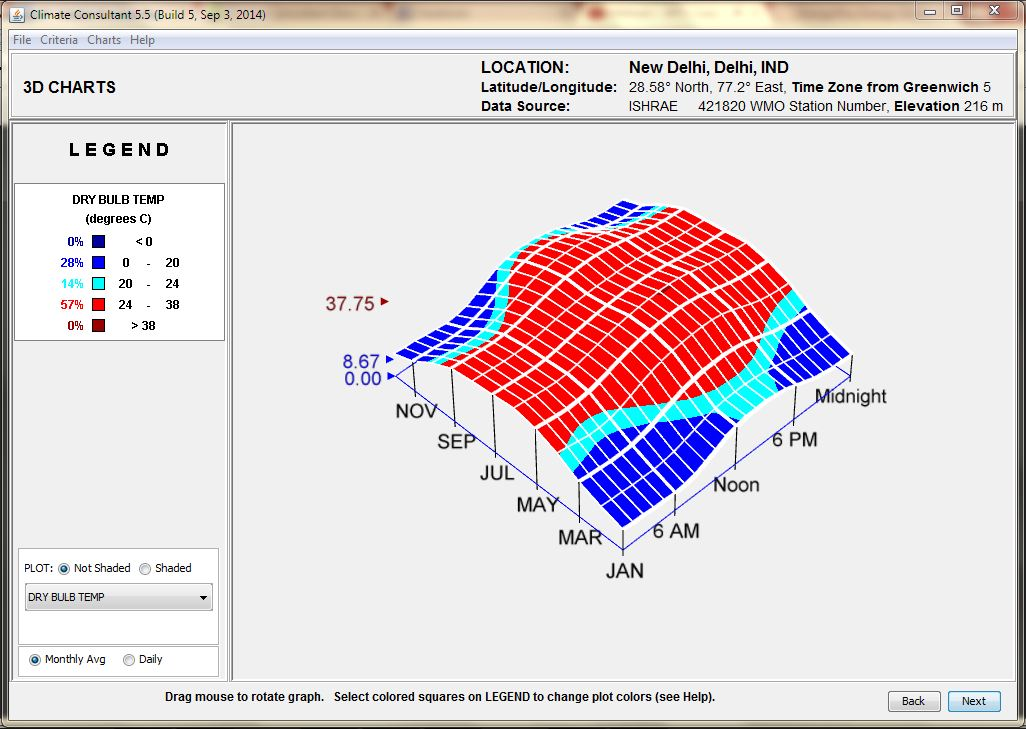 Climate Consultant 5.5 (Build 5, Sep 3, 2014)
File Criteria Charts Help
3D CHARTS
LOCATION: New Delhi, Delhi, IND
Latitude/Longitude: 28.58° North, 77.2° East, Time Zone from Greenwich 5
Data Source: ISHRAE 421820 WMO Station Number, Elevation 216 m
LEGEND
DRY BULB TEMP
(degrees C)
0% < 0
28% 0 - 20
14% 20 - 24
57% 24 - 38
0% > 38
PLOT: Not Shaded Shaded
DRY BULB TEMP
Monthly Avg Daily
37.75
8.67
0.00
NOV
SEP
JUL
MAY
MAR
JAN
6 AM
Noon
6 PM
Midnight
Drag mouse to rotate graph. Select colored squares on LEGEND to change plot colors (see Help).
Back Next